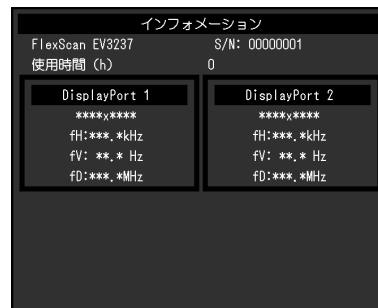 インフォメーション
FlexScan EV3237 S/N: 00000001
使用時間 (h) 0
DisplayPort 1
****x****
fH:***.*kHz
fV: **.* Hz
fD:***.*MHz
DisplayPort 2
****x****
fH:***.*kHz
fV: **.* Hz
fD:***.*MHz